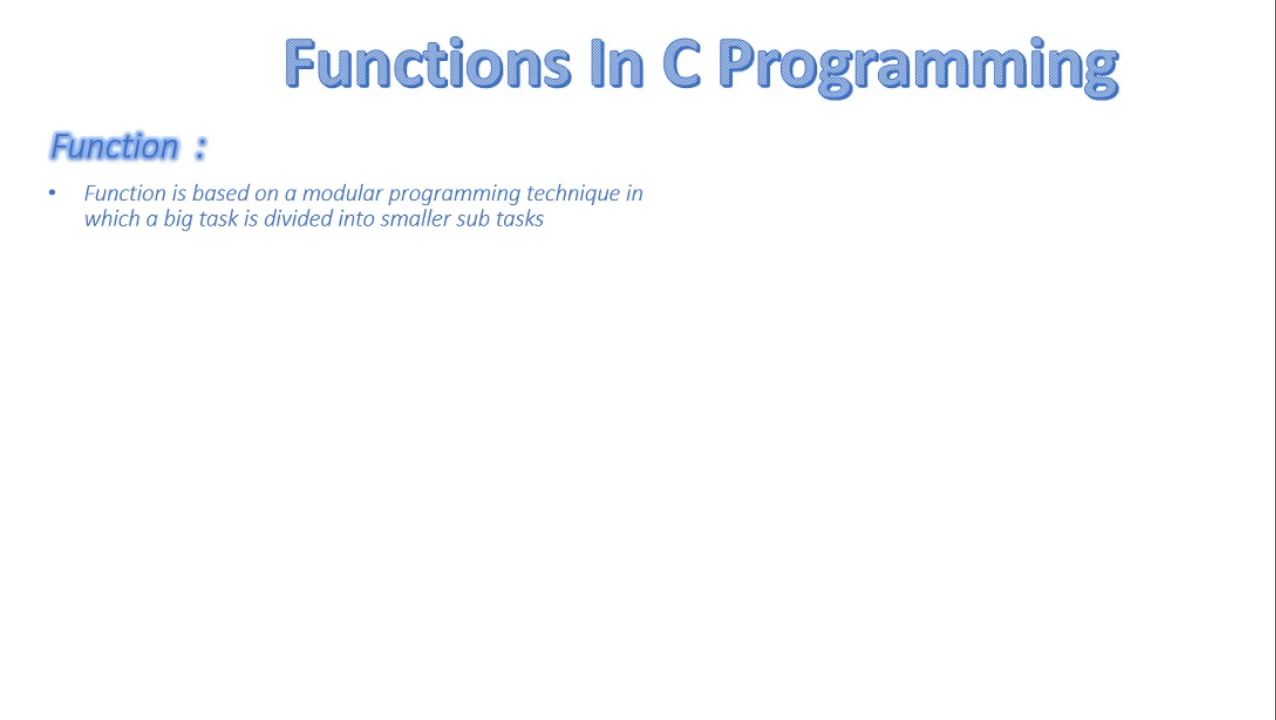 Functions In C Programming
Function :
• Function is based on a modular programming technique in
which a big task is divided into smaller sub tasks